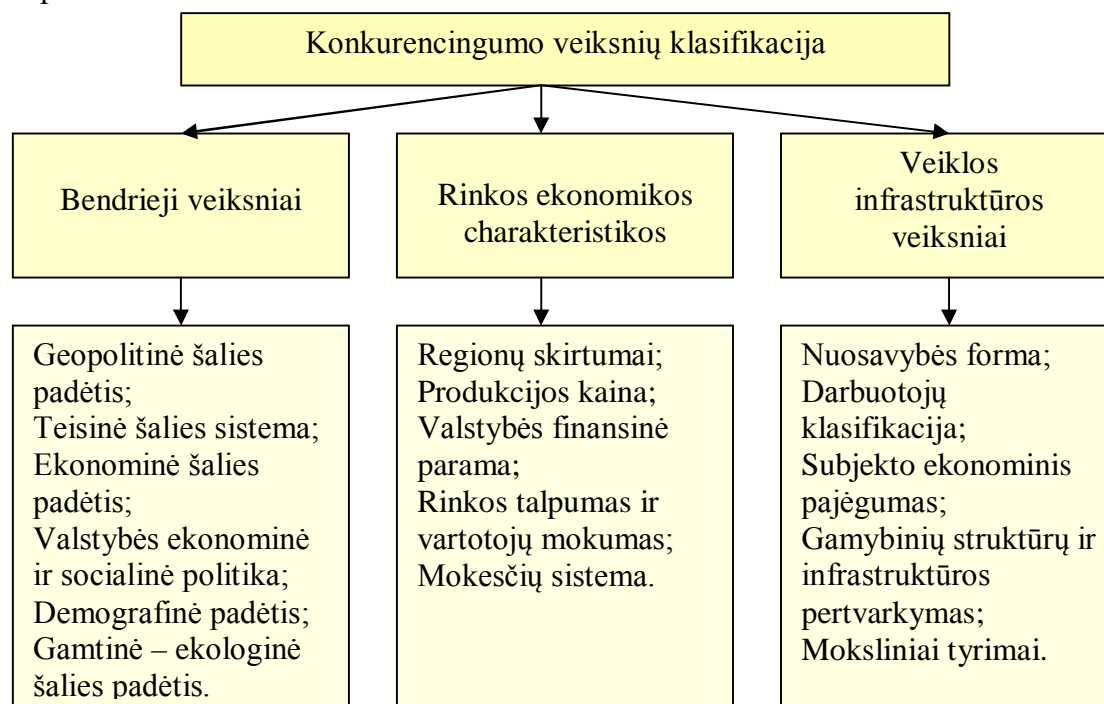 Konkurencingumo veiksnių klasifikacija
Bendrieji veiksniai
Rinkos ekonomikos
charakteristikos
Veiklos
infrastruktūros
veiksniai
Geopolitinė šalies
padėtis;
Teisinė šalies sistema;
Ekonominė šalies
padėtis;
Valstybės ekonominė
ir socialinė politika;
Demografinė padėtis;
Gamtinė – ekologinė
šalies padėtis.
Regionų skirtumai;
Produkcijos kaina;
Valstybės finansinė
parama;
Rinkos talpumas ir
vartotojų mokumas;
Mokesčių sistema.
Nuosavybės forma;
Darbuotojų
klasifikacija;
Subjekto ekonominis
pajėgumas;
Gamybinių struktūrų ir
infrastruktūros
pertvarkymas;
Moksliniai tyrimai.